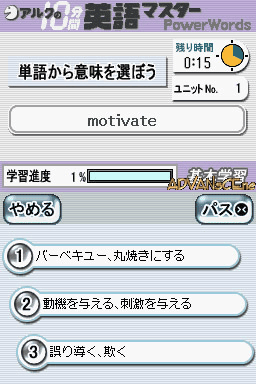 アルクの10分間英語マスター
PowerWords
単語から意味を選ぼう
残り時間
0:15
ユニットNo. 1
motivate
学習進度 1% 基本学習
ADVANCE
やめる パス
1 バーベキュー、丸焼きにする
2 動機を与える、刺激を与える
3 誤り導く、欺く